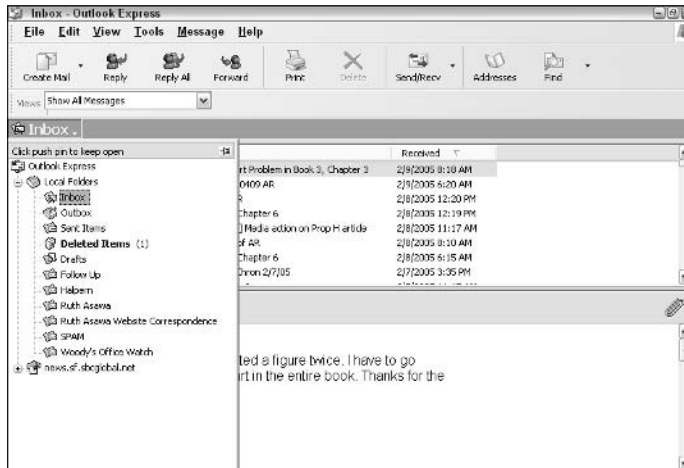 Inbox - Outlook Express
File Edit View Tools Message Help
Create Mail Reply Reply All Forward Print Delete Send/Recv Addresses Find
Views Show All Messages
Inbox
Click push pin to keep open
Received
Outlook Express
Local Folders
Inbox
Outbox
Sent Items
Deleted Items (1)
Drafts
Follow Up
Halpern
Ruth Asawa
Ruth Asawa Website Correspondence
SPAM
Woody's Office Watch
news.sf.sbcglobal.net
rt Problem in Book 3, Chapter 3 2/9/2005 8:18 AM
0409 AR 2/9/2005 6:20 AM
R 2/8/2005 12:20 PM
Chapter 6 2/8/2005 12:19 PM
] Media action on Prop H article 2/8/2005 11:17 AM
of AR 2/8/2005 8:10 AM
Chapter 6 2/8/2005 6:15 AM
Chron 2/7/05 2/7/2005 3:35 PM
ted a figure twice. I have to go
rt in the entire book. Thanks for the